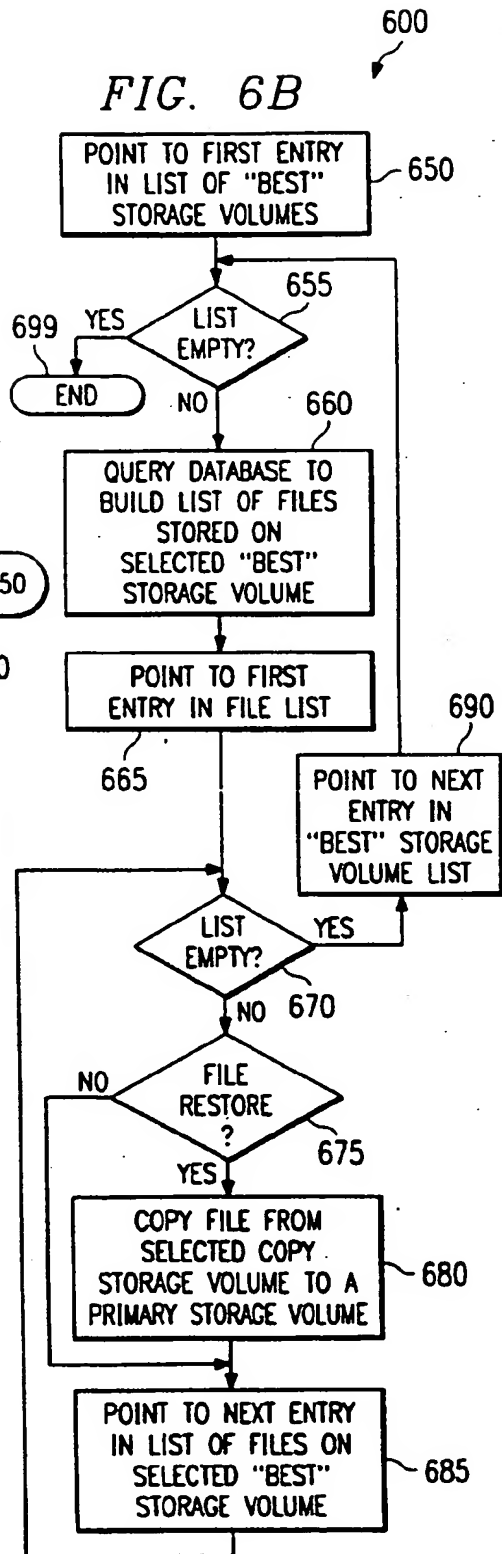 600
FIG. 6B
POINT TO FIRST ENTRY
IN LIST OF "BEST"
STORAGE VOLUMES
650
655
LIST
EMPTY?
YES
699
END
NO
660
QUERY DATABASE TO
BUILD LIST OF FILES
STORED ON
SELECTED "BEST"
STORAGE VOLUME
50
0
POINT TO FIRST
ENTRY IN FILE LIST
665
690
POINT TO NEXT
ENTRY IN
"BEST" STORAGE
VOLUME LIST
LIST
EMPTY?
YES
670
NO
FILE
RESTORE
?
NO
675
YES
COPY FILE FROM
SELECTED COPY
STORAGE VOLUME TO A
PRIMARY STORAGE VOLUME
680
POINT TO NEXT ENTRY
IN LIST OF FILES ON
SELECTED "BEST"
STORAGE VOLUME
685